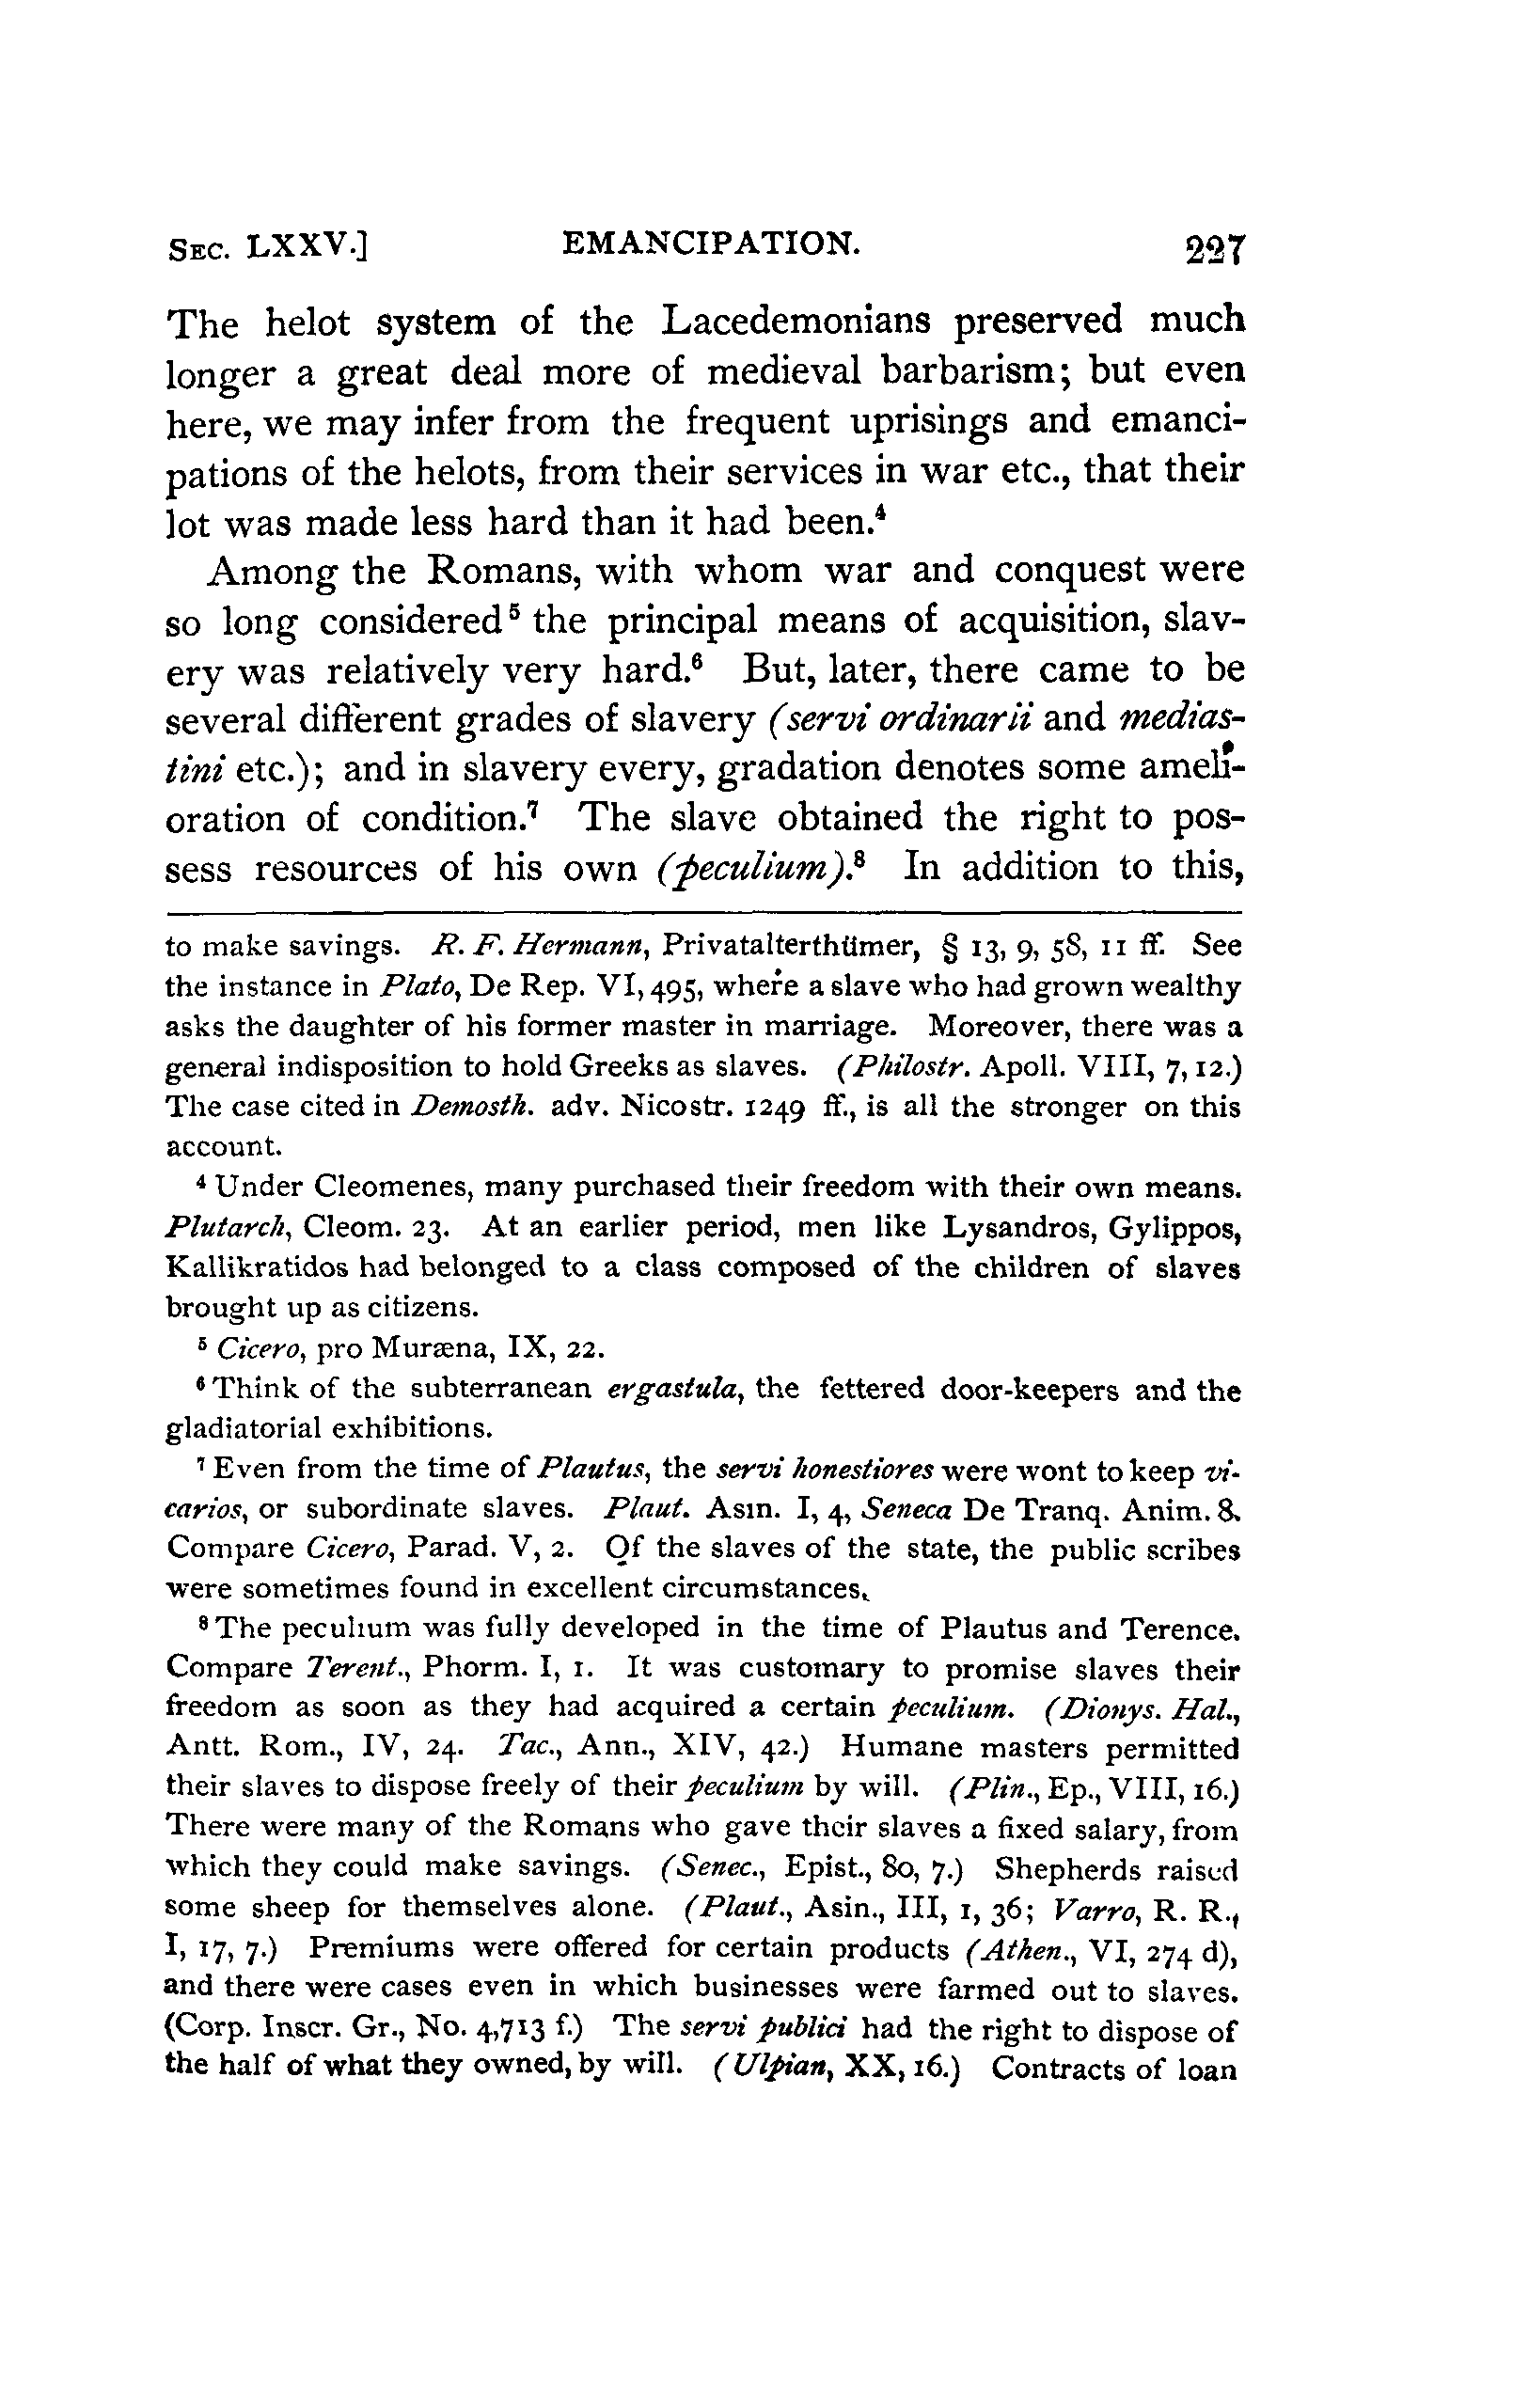 SEC. LXXV.] EMANCIPATION. 227
The helot system of the Lacedemonians preserved much
longer a great deal more of medieval barbarism; but even
here, we may infer from the frequent uprisings and emanci-
pations of the helots, from their services in war etc., that their
lot was made less hard than it had been.⁴
Among the Romans, with whom war and conquest were
so long considered⁵ the principal means of acquisition, slav-
ery was relatively very hard.⁶ But, later, there came to be
several different grades of slavery (servi ordinarii and medias-
tini etc.); and in slavery every, gradation denotes some ameli-
oration of condition.⁷ The slave obtained the right to pos-
sess resources of his own (peculium).⁸ In addition to this,
to make savings. R. F. Hermann, Privatalterthümer, § 13, 9, 58, 11 ff. See
the instance in Plato, De Rep. VI, 495, where a slave who had grown wealthy
asks the daughter of his former master in marriage. Moreover, there was a
general indisposition to hold Greeks as slaves. (Philostr. Apoll. VIII, 7, 12.)
The case cited in Demosth. adv. Nicostr. 1249 ff., is all the stronger on this
account.
⁴ Under Cleomenes, many purchased their freedom with their own means.
Plutarch, Cleom. 23. At an earlier period, men like Lysandros, Gylippos,
Kallikratidos had belonged to a class composed of the children of slaves
brought up as citizens.
⁵ Cicero, pro Muræna, IX, 22.
⁶ Think of the subterranean ergastula, the fettered door-keepers and the
gladiatorial exhibitions.
⁷ Even from the time of Plautus, the servi honestiores were wont to keep vi-
carios, or subordinate slaves. Plaut. Asin. I, 4, Seneca De Tranq. Anim. 8.
Compare Cicero, Parad. V, 2. Of the slaves of the state, the public scribes
were sometimes found in excellent circumstances.
⁸ The peculium was fully developed in the time of Plautus and Terence.
Compare Terent., Phorm. I, 1. It was customary to promise slaves their
freedom as soon as they had acquired a certain peculium. (Dionys. Hal.,
Antt. Rom., IV, 24. Tac., Ann., XIV, 42.) Humane masters permitted
their slaves to dispose freely of their peculium by will. (Plin., Ep., VIII, 16.)
There were many of the Romans who gave their slaves a fixed salary, from
which they could make savings. (Senec., Epist., 80, 7.) Shepherds raised
some sheep for themselves alone. (Plaut., Asin., III, 1, 36; Varro, R. R.,
I, 17, 7.) Premiums were offered for certain products (Athen., VI, 274 d),
and there were cases even in which businesses were farmed out to slaves.
(Corp. Inscr. Gr., No. 4,713 f.) The servi publici had the right to dispose of
the half of what they owned, by will. (Ulpian, XX, 16.) Contracts of loan